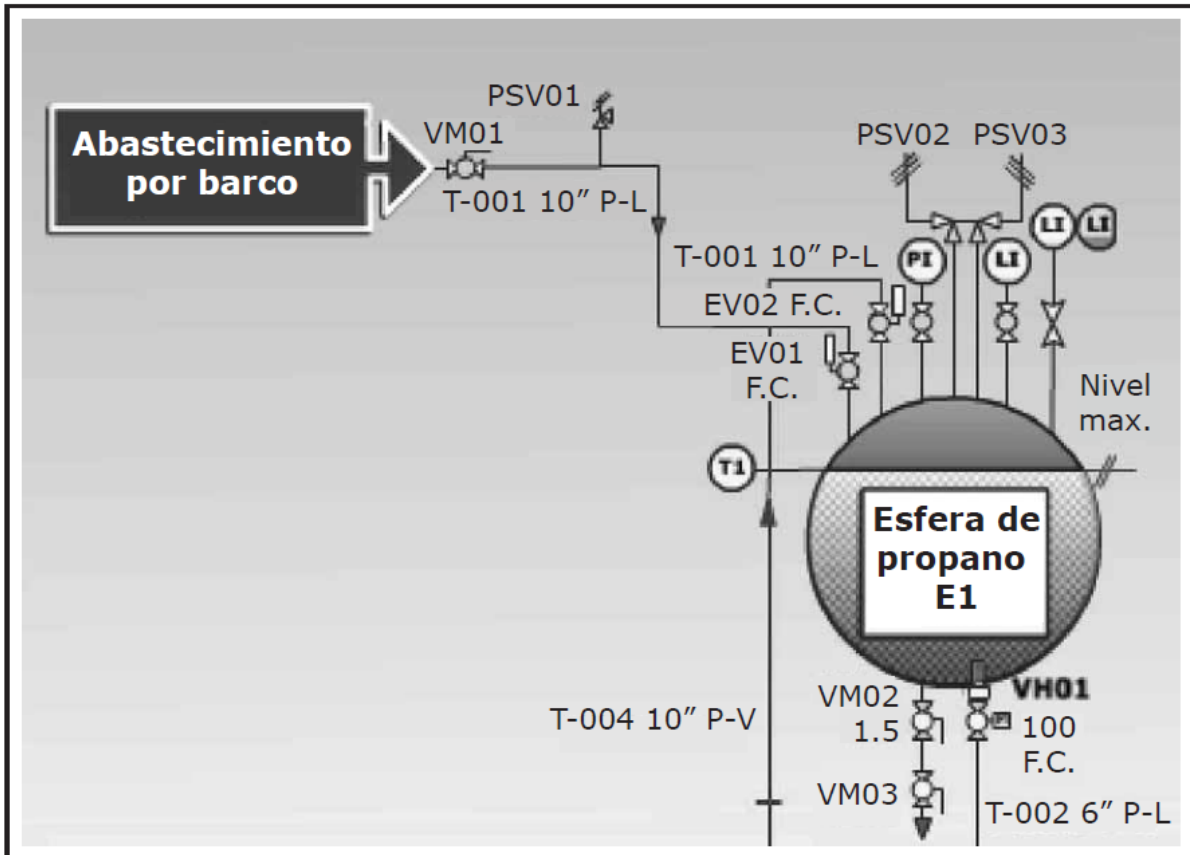 Abastecimiento
por barco
PSV01
VM01
T-001 10” P-L
PSV02
PSV03
PI
LI
LI
LI
T-001 10” P-L
EV02 F.C.
EV01
F.C.
Nivel
max.
T1
Esfera de
propano
E1
VH01
VM02
1.5
100
F.C.
T-004 10” P-V
VM03
T-002 6” P-L